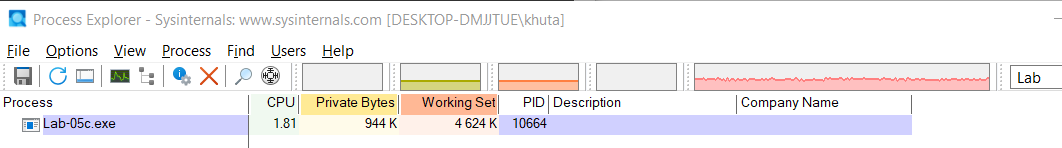 Process Explorer - Sysinternals: www.sysinternals.com [DESKTOP-DMJJTUE\khuta]
File Options View Process Find Users Help
Lab
Process CPU Private Bytes Working Set PID Description Company Name
Lab-05c.exe 1.81 944 K 4 624 K 10664